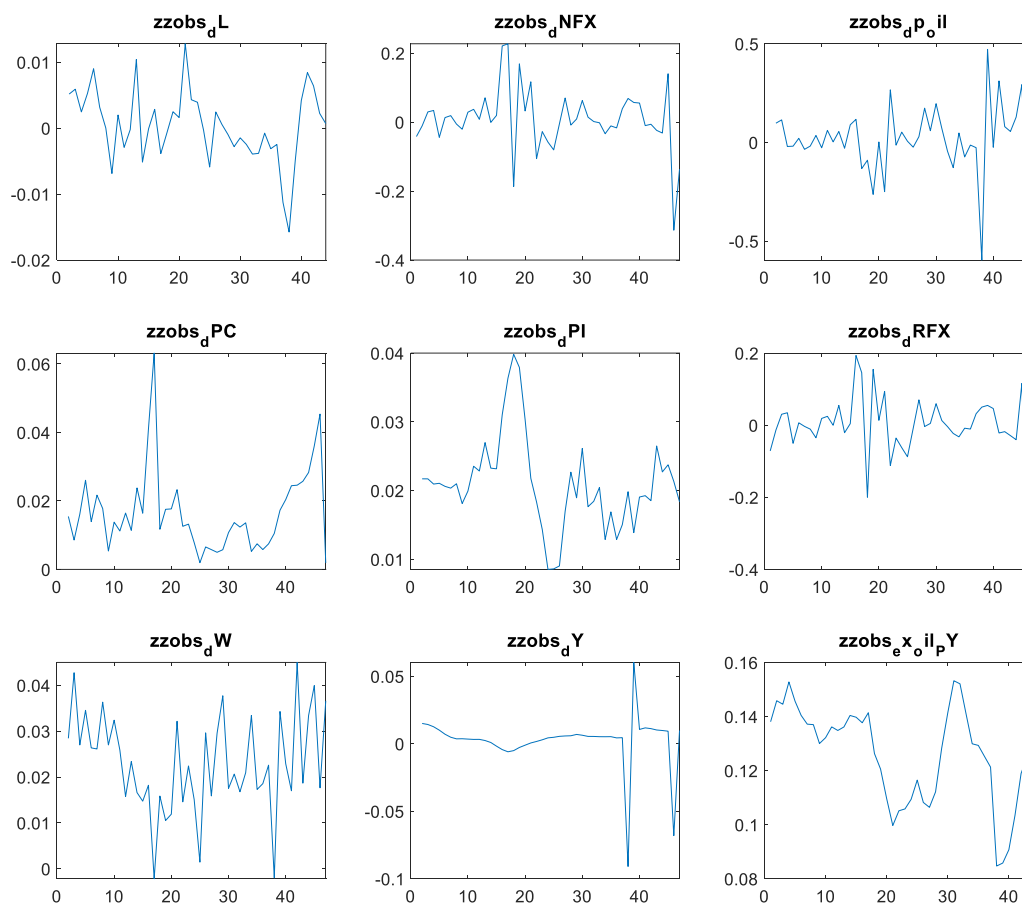 zzobs_dL zzobs_dNFX zzobs_dp_oil
0.01 0.2 0.5
0 0 0
-0.01 -0.2 -0.5
-0.02 -0.4
0 10 20 30 40 0 10 20 30 40 0 10 20 30 40
zzobs_dPC zzobs_dPI zzobs_dRFX
0.06 0.04 0.2
0.04 0.03 0
0.02 0.02 -0.2
0 0.01 -0.4
0 10 20 30 40 0 10 20 30 40 0 10 20 30 40
zzobs_dW zzobs_dY zzobs_ex_oil_PY
0.04 0.05 0.16
0.03 0 0.14
0.02 -0.05 0.12
0.01 -0.1 0.1
0 0.08
0 10 20 30 40 0 10 20 30 40 0 10 20 30 40